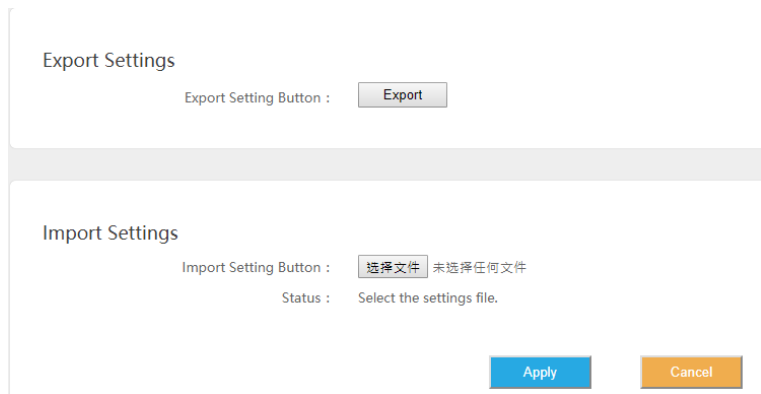 Export Settings
Export Setting Button： Export
Import Settings
Import Setting Button： 选择文件 未选择任何文件
Status： Select the settings file.
Apply Cancel